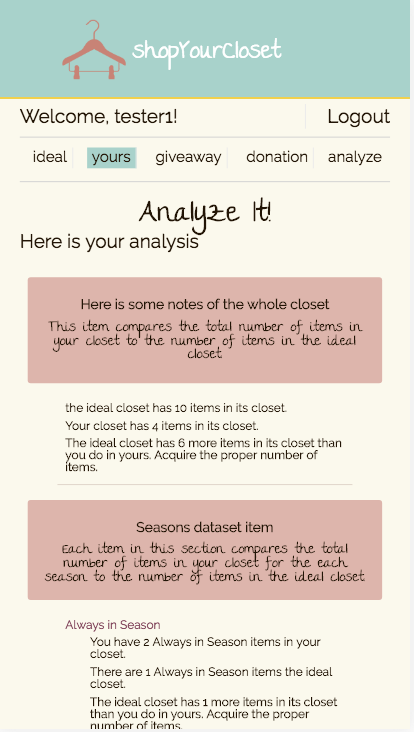 shopYourCloset
Welcome, tester1!
Logout
ideal yours giveaway donation analyze
Analyze It!
Here is your analysis
Here is some notes of the whole closet
This item compares the total number of items in
your closet to the number of items in the ideal
closet
the ideal closet has 10 items in its closet.
Your closet has 4 items in its closet.
The ideal closet has 6 more items in its closet than
you do in yours. Acquire the proper number of
items.
Seasons dataset item
Each item in this section compares the total
number of items in your closet for the each
season to the number of items in the ideal closet
Always in Season
You have 2 Always in Season items in your
closet.
There are 1 Always in Season items the ideal
closet.
The ideal closet has 1 more items in its closet
than you do in yours. Acquire the proper
number of items.